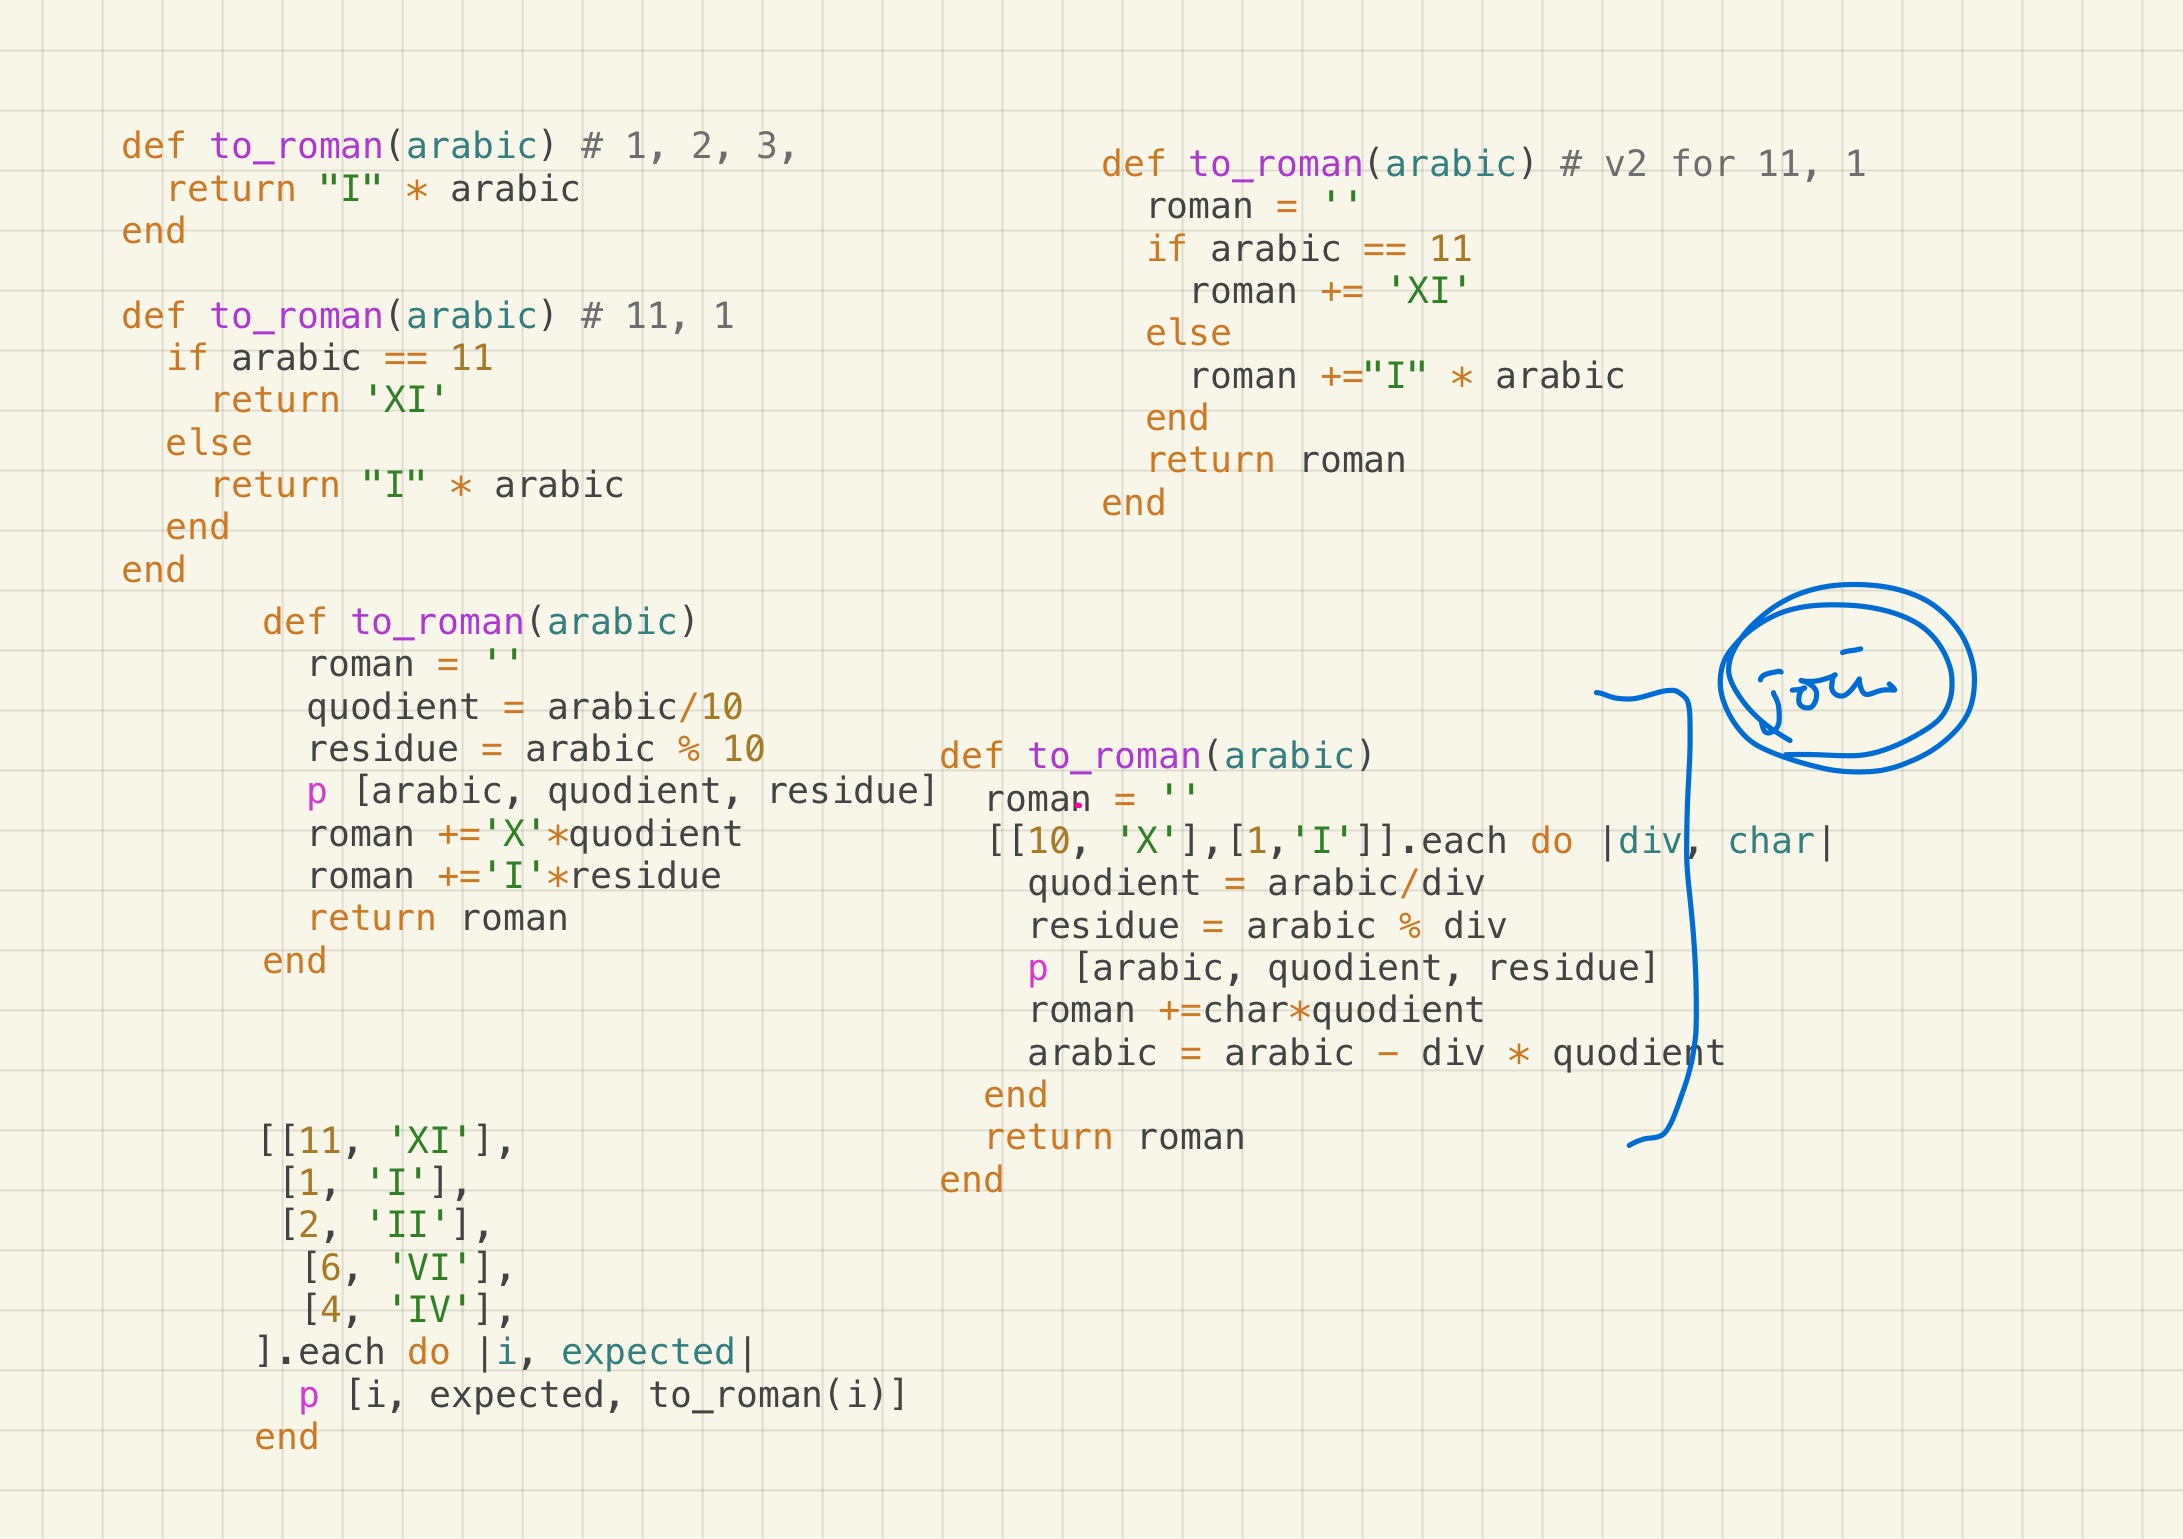 def to_roman(arabic) # 1, 2, 3,
  return "I" * arabic
end
def to_roman(arabic) # 11, 1
  if arabic == 11
    return 'XI'
  else
    return "I" * arabic
  end
end
def to_roman(arabic) # v2 for 11, 1
  roman = ''
  if arabic == 11
    roman += 'XI'
  else
    roman +="I" * arabic
  end
  return roman
end
def to_roman(arabic)
  roman = ''
  quodient = arabic/10
  residue = arabic % 10
  p [arabic, quodient, residue]
  roman +='X'*quodient
  roman +='I'*residue
  return roman
end
join
def to_roman(arabic)
  roman = ''
  [[10, 'X'],[1,'I']].each do |div, char|
    quodient = arabic/div
    residue = arabic % div
    p [arabic, quodient, residue]
    roman +=char*quodient
    arabic = arabic - div * quodient
  end
  return roman
end
[[11, 'XI'],
 [1, 'I'],
 [2, 'II'],
  [6, 'VI'],
  [4, 'IV'],
].each do |i, expected|
  p [i, expected, to_roman(i)]
end